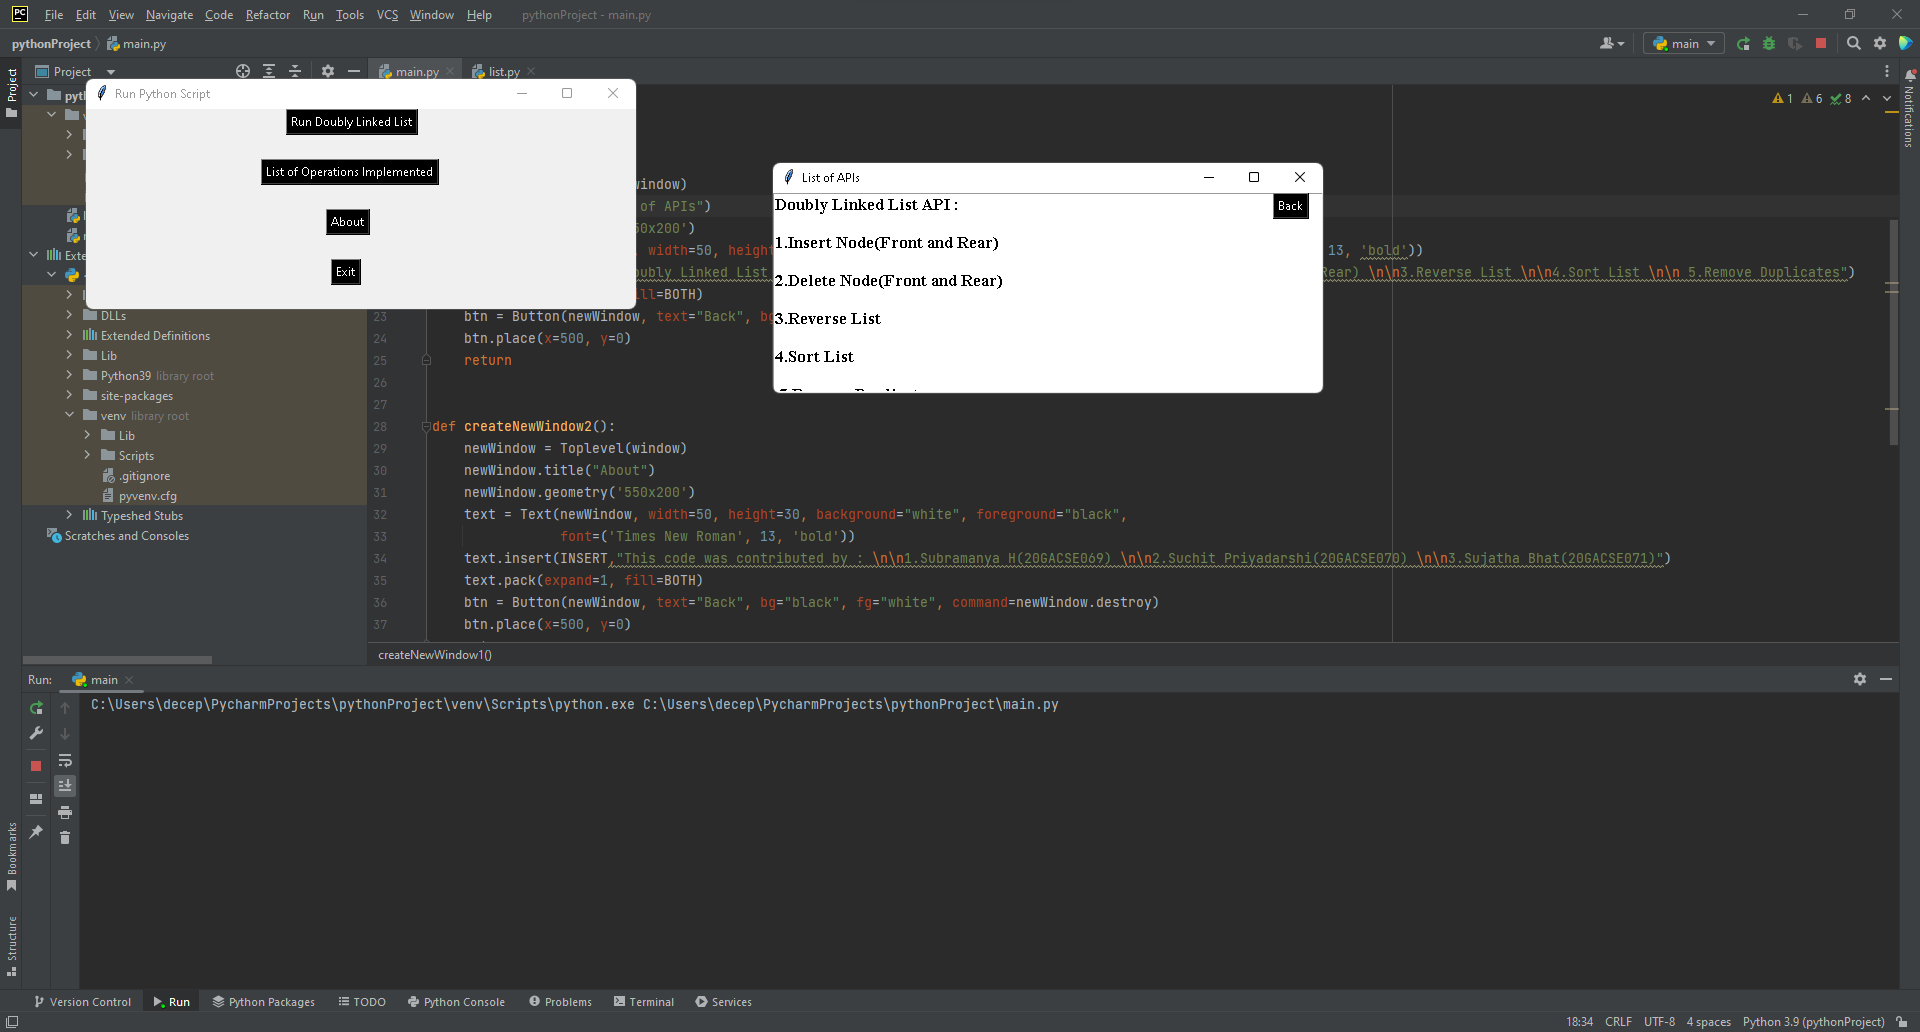 PC File Edit View Navigate Code Refactor Run Tools VCS Window Help pythonProject - main.py
pythonProject main.py main
Project main.py list.py
Project
Notifications
1 6 8
Run Python Script
Run Doubly Linked List
List of Operations Implemented
About
Exit
List of APIs
Back
Doubly Linked List API :
1.Insert Node(Front and Rear)
2.Delete Node(Front and Rear)
3.Reverse List
4.Sort List
window)
of APIs")
0x200')
, width=50, height 13, 'bold'))
oubly Linked List Rear) \n\n3.Reverse List \n\n4.Sort List \n\n 5.Remove Duplicates")
ill=BOTH)
23 btn = Button(newWindow, text="Back", bg
24 btn.place(x=500, y=0)
25 return
26
27
28 def createNewWindow2():
29 newWindow = Toplevel(window)
30 newWindow.title("About")
31 newWindow.geometry('550x200')
32 text = Text(newWindow, width=50, height=30, background="white", foreground="black",
33 font=('Times New Roman', 13, 'bold'))
34 text.insert(INSERT,"This code was contributed by : \n\n1.Subramanya H(20GACSE069) \n\n2.Suchit Priyadarshi(20GACSE070) \n\n3.Sujatha Bhat(20GACSE071)")
35 text.pack(expand=1, fill=BOTH)
36 btn = Button(newWindow, text="Back", bg="black", fg="white", command=newWindow.destroy)
37 btn.place(x=500, y=0)
createNewWindow1()
pyth
Exte
DLLs
Extended Definitions
Lib
Python39 library root
site-packages
venv library root
Lib
Scripts
.gitignore
pyvenv.cfg
Typeshed Stubs
Scratches and Consoles
Run: main
C:\Users\decep\PycharmProjects\pythonProject\venv\Scripts\python.exe C:\Users\decep\PycharmProjects\pythonProject\main.py
Bookmarks
Structure
Version Control Run Python Packages TODO Python Console Problems Terminal Services
18:34 CRLF UTF-8 4 spaces Python 3.9 (pythonProject)